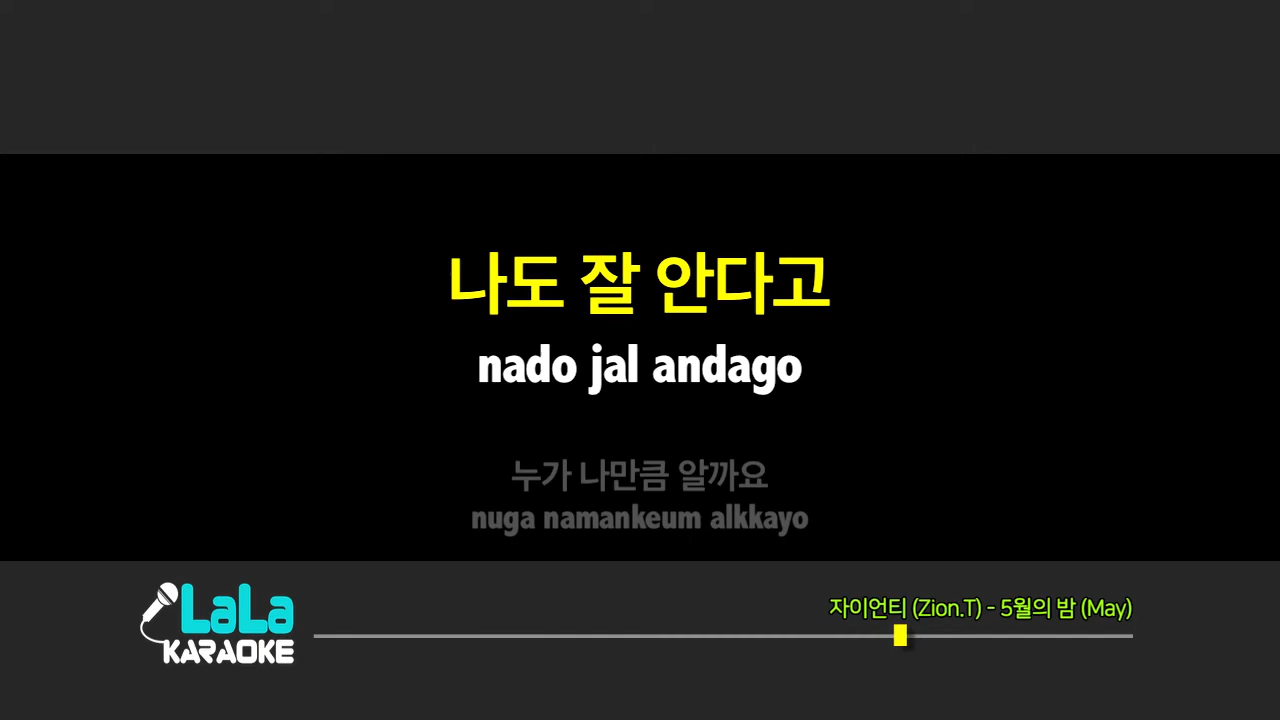 나도 잘 안다고
nado jal andago
누가 나만큼 알까요
nuga namankeum alkkayo
LaLa
KARAOKE
자이언티 (Zion.T) - 5월의 밤 (May)